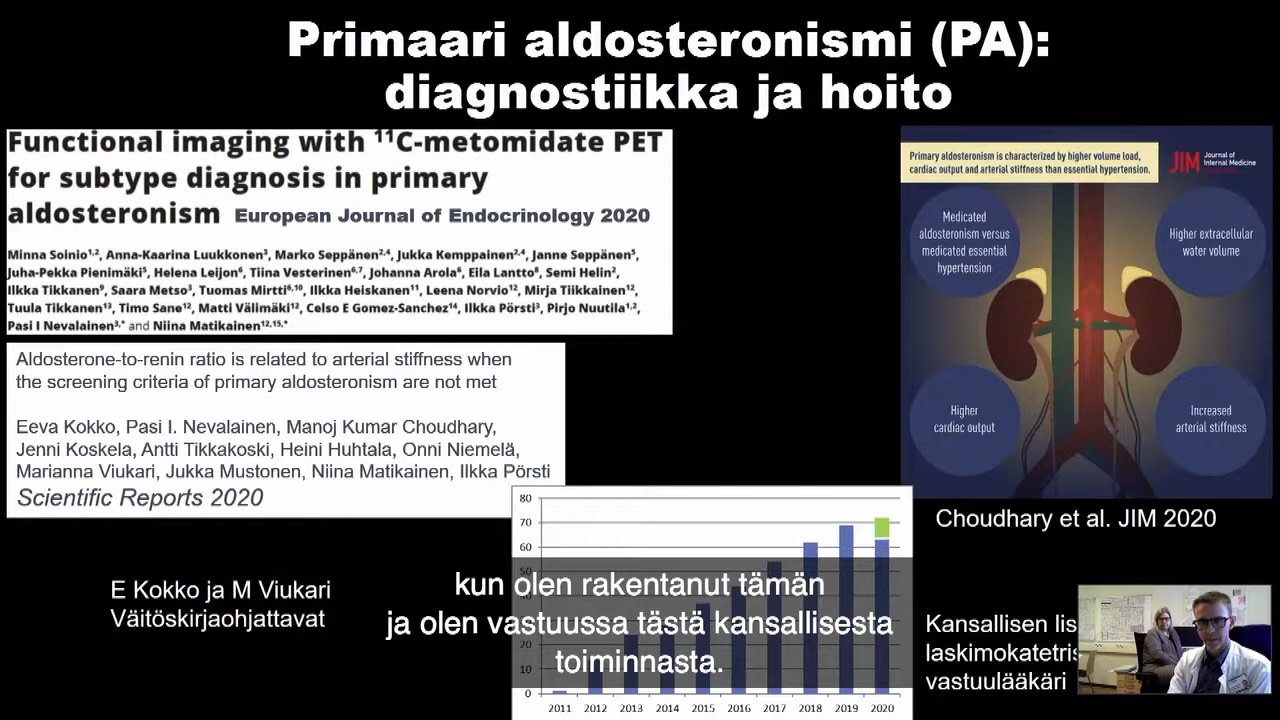 Primaari aldosteronismi (PA):
diagnostiikka ja hoito
Functional imaging with ¹¹C-metomidate PET
for subtype diagnosis in primary
aldosteronism European Journal of Endocrinology 2020
Minna Soinio¹,², Anna-Kaarina Luukkonen³, Marko Seppänen²,⁴, Jukka Kemppainen²,⁴, Janne Seppänen⁵,
Juha-Pekka Pienimäki⁵, Helena Leijon⁶, Tiina Vesterinen⁶,⁷, Johanna Arola⁶, Eila Lantto⁸, Semi Helin²,
Ilkka Tikkanen⁹, Saara Metso³, Tuomas Mirtti⁶,¹⁰, Ilkka Heiskanen¹¹, Leena Norvio¹², Mirja Tiikkainen¹²,
Tuula Tikkanen¹³, Timo Sane¹², Matti Välimäki¹², Celso E Gomez-Sanchez¹⁴, Ilkka Pörsti³, Pirjo Nuutila¹,²,
Pasi I Nevalainen³,* and Niina Matikainen¹²,¹⁵,*
Aldosterone-to-renin ratio is related to arterial stiffness when
the screening criteria of primary aldosteronism are not met
Eeva Kokko, Pasi I. Nevalainen, Manoj Kumar Choudhary,
Jenni Koskela, Antti Tikkakoski, Heini Huhtala, Onni Niemelä,
Marianna Viukari, Jukka Mustonen, Niina Matikainen, Ilkka Pörsti
Scientific Reports 2020
Primary aldosteronism is characterized by higher volume load,
cardiac output and arterial stiffness than essential hypertension.
JIM Journal of
Internal Medicine
Medicated
aldosteronism versus
medicated essential
hypertension
Higher extracellular
water volume
Higher
cardiac output
Increased
arterial stiffness
Choudhary et al. JIM 2020
E Kokko ja M Viukari
Väitöskirjaohjattavat
80
70
60
30
20
10
0
2011 2012 2013 2014 2015 2016 2017 2018 2019 2020
kun olen rakentanut tämän
ja olen vastuussa tästä kansallisesta
toiminnasta.
Kansallisen lis
laskimokatetris
vastuulääkäri